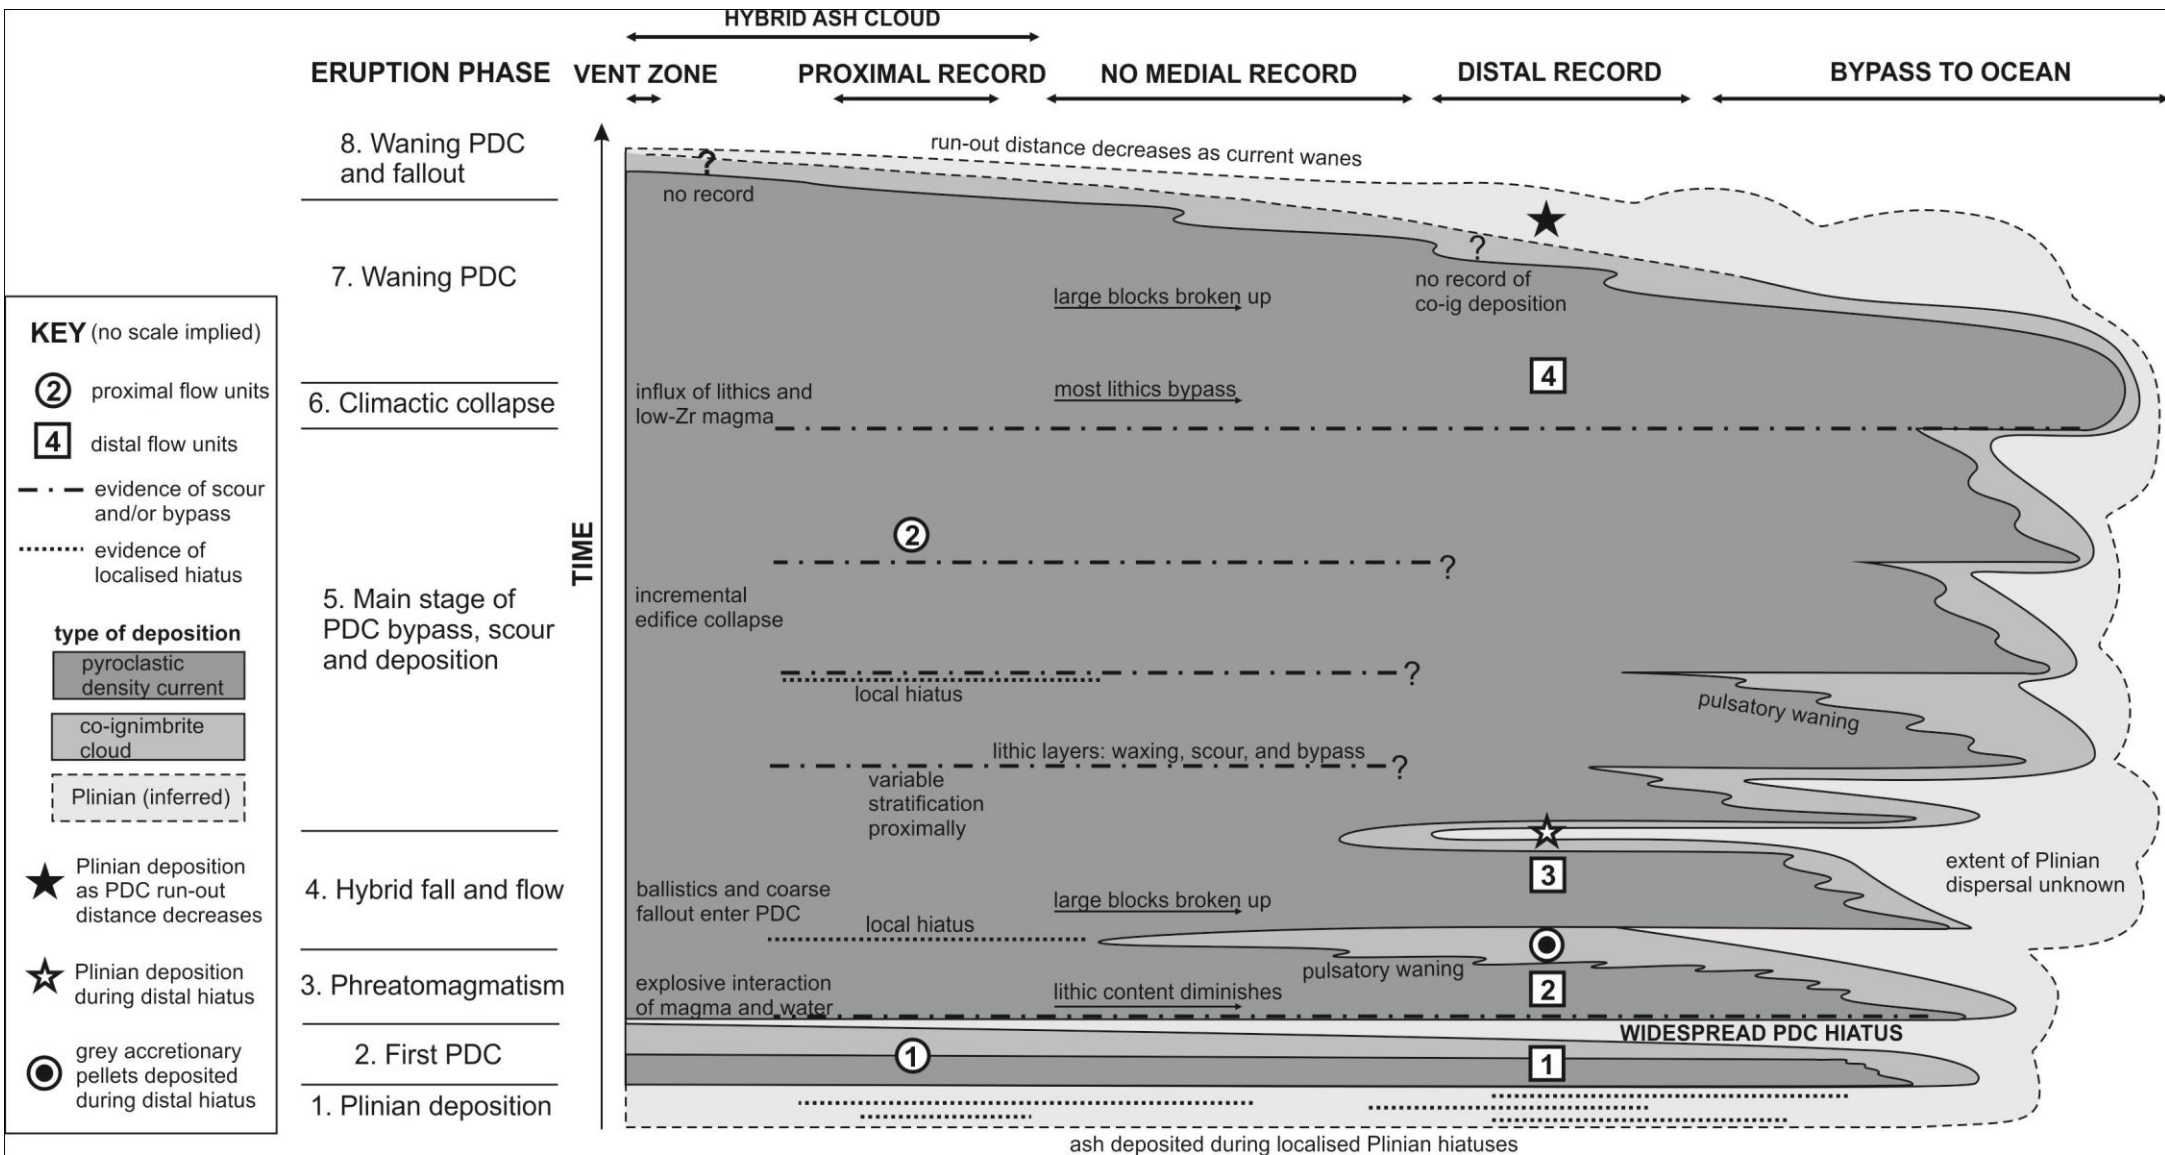 HYBRID ASH CLOUD
ERUPTION PHASE
VENT ZONE
PROXIMAL RECORD
NO MEDIAL RECORD
DISTAL RECORD
BYPASS TO OCEAN
8. Waning PDC
and fallout
7. Waning PDC
6. Climactic collapse
5. Main stage of
PDC bypass, scour
and deposition
4. Hybrid fall and flow
3. Phreatomagmatism
2. First PDC
1. Plinian deposition
TIME
KEY (no scale implied)
2 proximal flow units
4 distal flow units
evidence of scour
and/or bypass
evidence of
localised hiatus
type of deposition
pyroclastic
density current
co-ignimbrite
cloud
Plinian (inferred)
Plinian deposition
as PDC run-out
distance decreases
Plinian deposition
during distal hiatus
grey accretionary
pellets deposited
during distal hiatus
run-out distance decreases as current wanes
?
no record
?
no record of
co-ig deposition
large blocks broken up
4
influx of lithics and
low-Zr magma
most lithics bypass
2
?
incremental
edifice collapse
?
local hiatus
pulsatory waning
lithic layers: waxing, scour, and bypass
?
variable
stratification
proximally
extent of Plinian
dispersal unknown
3
ballistics and coarse
fallout enter PDC
large blocks broken up
local hiatus
pulsatory waning
2
explosive interaction
of magma and water
lithic content diminishes
WIDESPREAD PDC HIATUS
1
1
ash deposited during localised Plinian hiatuses